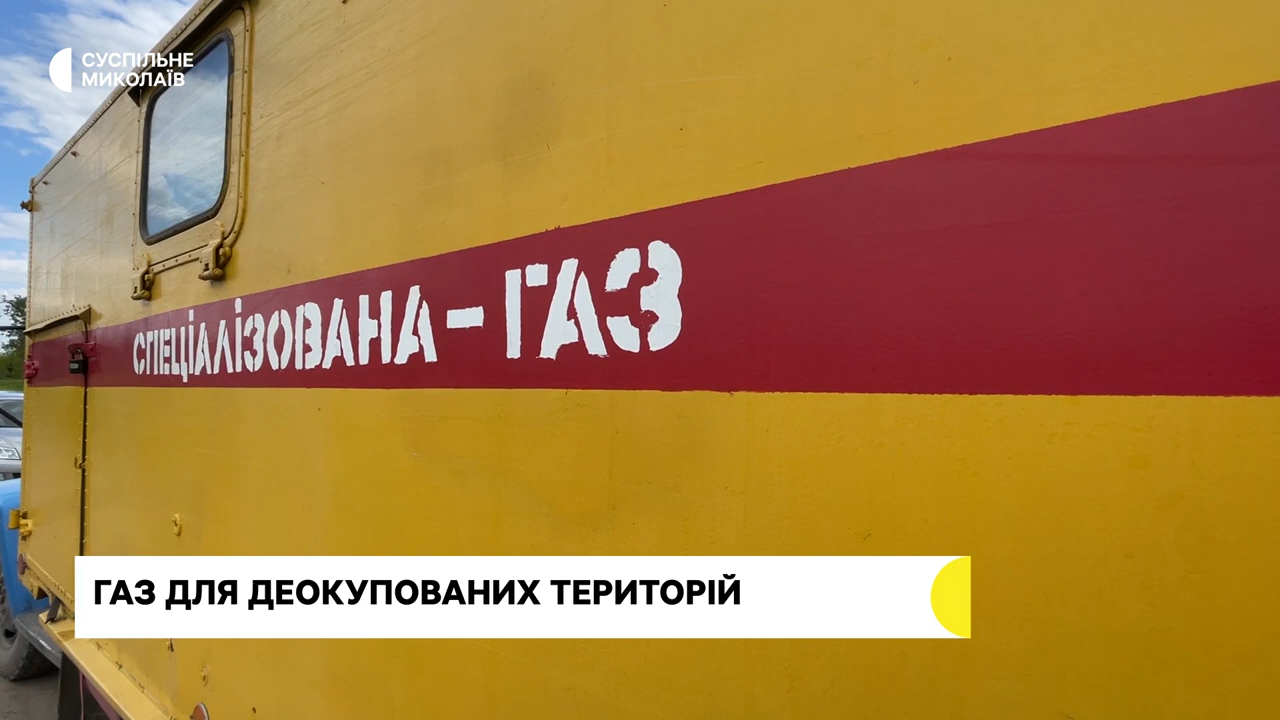 СУСПІЛЬНЕ
МИКОЛАЇВ
СПЕЦІАЛІЗОВАНА-ГАЗ
ГАЗ ДЛЯ ДЕОКУПОВАНИХ ТЕРИТОРІЙ